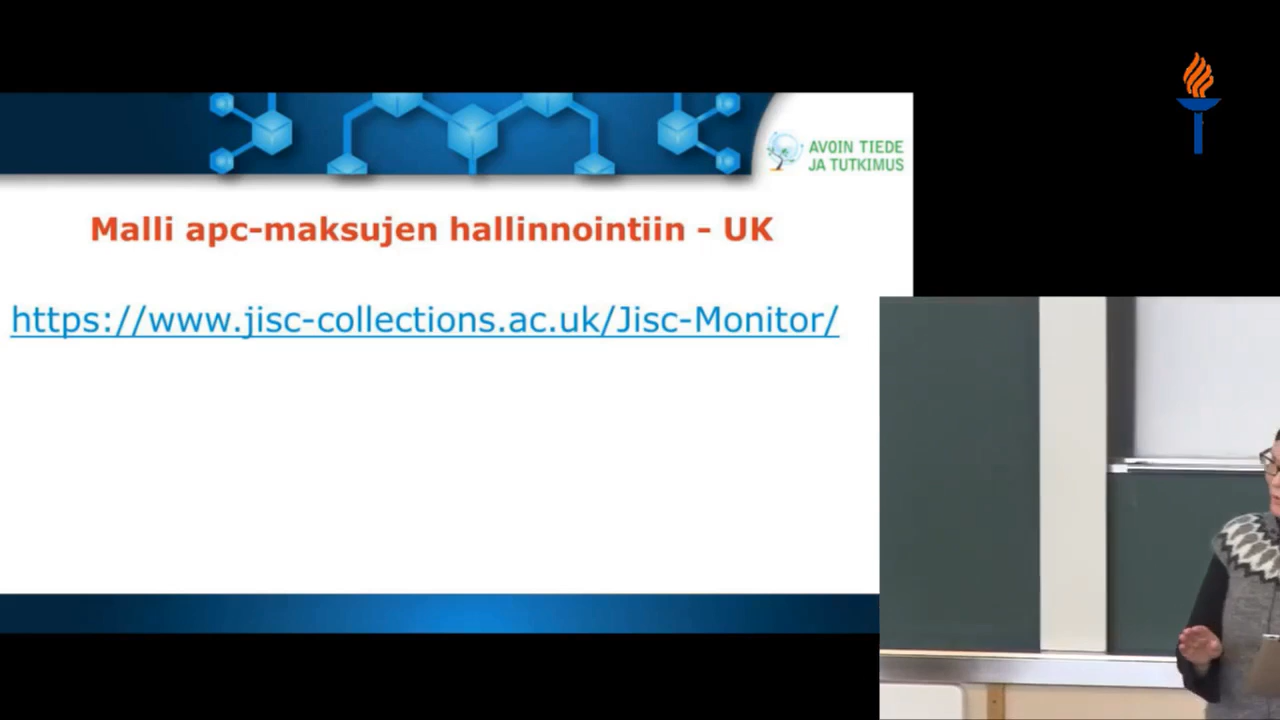 AVOIN TIEDE
JA TUTKIMUS
Malli apc-maksujen hallinnointiin - UK
https://www.jisc-collections.ac.uk/Jisc-Monitor/